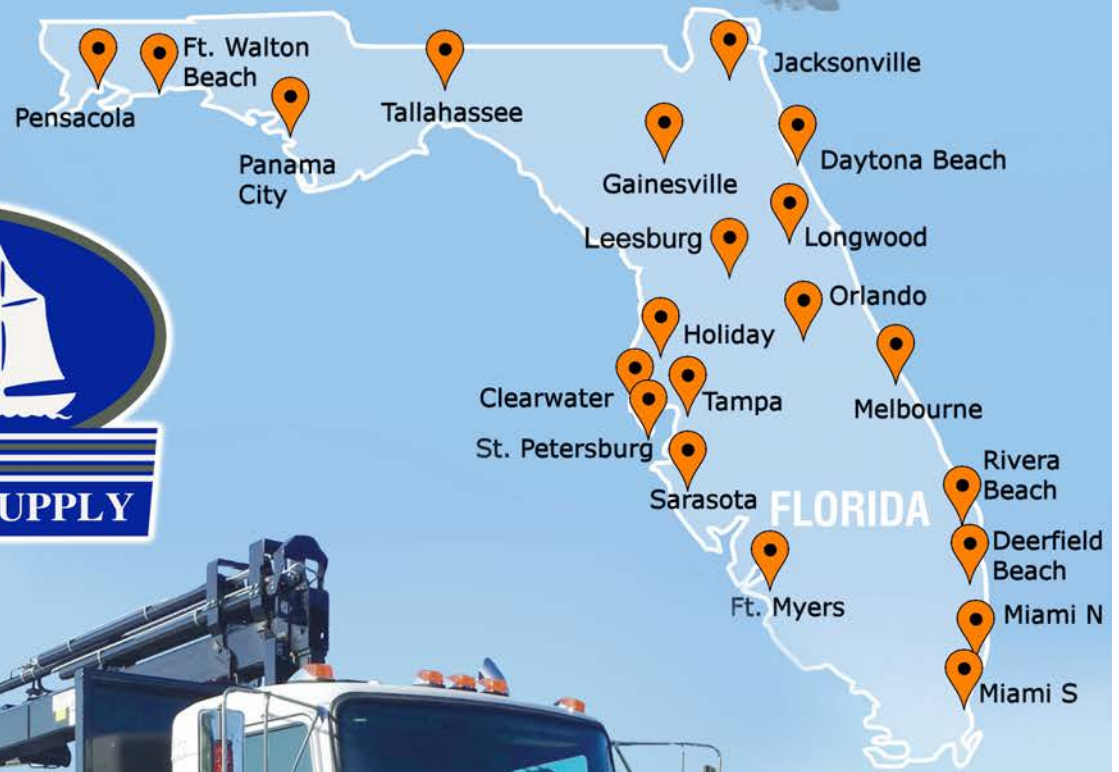 Ft. Walton
Beach
Pensacola
Panama
City
Tallahassee
Jacksonville
Daytona Beach
Gainesville
Longwood
Leesburg
Orlando
Holiday
Clearwater
Tampa
Melbourne
St. Petersburg
Sarasota
Rivera
Beach
FLORIDA
Deerfield
Beach
Ft. Myers
Miami N
Miami S